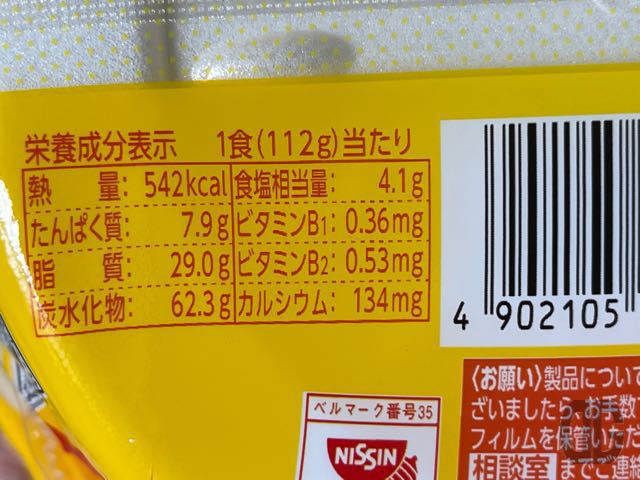 栄養成分表示 1食(112g)当たり
熱量: 542kcal 食塩相当量: 4.1g
たんぱく質: 7.9g ビタミンB1: 0.36mg
脂質: 29.0g ビタミンB2: 0.53mg
炭水化物: 62.3g カルシウム: 134mg
4 902105
〈お願い〉製品について
ざいましたら お手数
フィルムを保管いただ
相談室 までご連絡
ベルマーク番号35
NISSIN